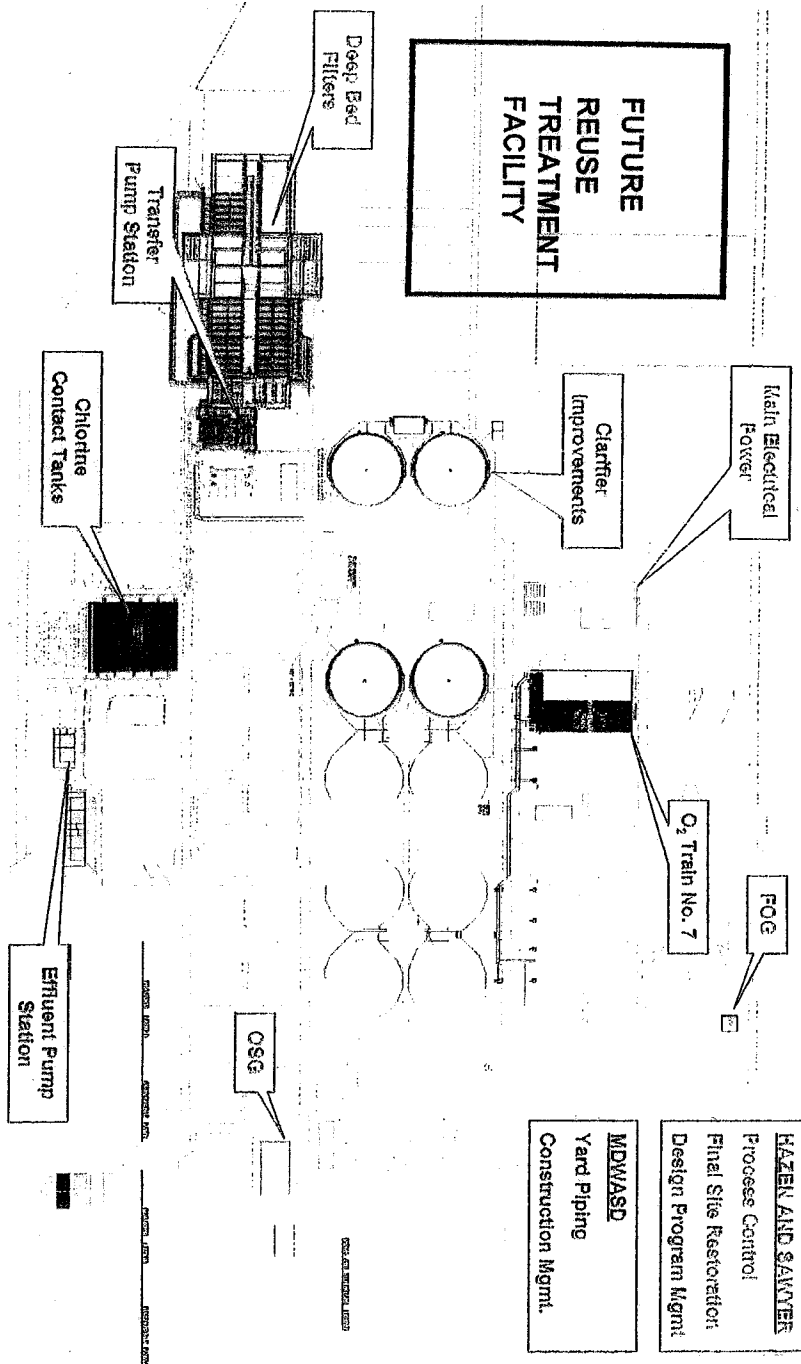 FUTURE
REUSE
TREATMENT
FACILITY
Main Electrical
Power
Clarifier
Improvements
Deep Bed
Filters
Transfer
Pump Station
Chlorine
Contact Tanks
O₂ Train No. 7
FOG
OSG
Effluent Pump
Station
HAZEN AND SAWYER
Process Control
Final Site Restoration
Design Program Mgmt
MDWASD
Yard Piping
Construction Mgmt.